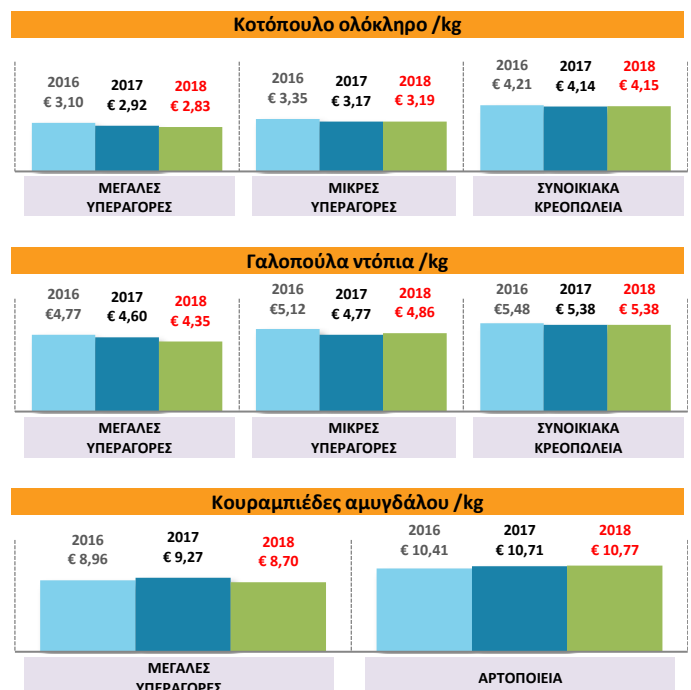 Κοτόπουλο ολόκληρο /kg
2016 2017 2018
€ 3,10 € 2,92 € 2,83
2016 2017 2018
€ 3,35 € 3,17 € 3,19
2016 2017 2018
€ 4,21 € 4,14 € 4,15
ΜΕΓΑΛΕΣ
ΥΠΕΡΑΓΟΡΕΣ
ΜΙΚΡΕΣ
ΥΠΕΡΑΓΟΡΕΣ
ΣΥΝΟΙΚΙΑΚΑ
ΚΡΕΟΠΩΛΕΙΑ
Γαλοπούλα ντόπια /kg
2016 2017 2018
€4,77 € 4,60 € 4,35
2016 2017 2018
€5,12 € 4,77 € 4,86
2016 2017 2018
€5,48 € 5,38 € 5,38
ΜΕΓΑΛΕΣ
ΥΠΕΡΑΓΟΡΕΣ
ΜΙΚΡΕΣ
ΥΠΕΡΑΓΟΡΕΣ
ΣΥΝΟΙΚΙΑΚΑ
ΚΡΕΟΠΩΛΕΙΑ
Κουραμπιέδες αμυγδάλου /kg
2016 2017 2018
€ 8,96 € 9,27 € 8,70
2016 2017 2018
€ 10,41 € 10,71 € 10,77
ΜΕΓΑΛΕΣ
ΥΠΕΡΑΓΟΡΕΣ
ΑΡΤΟΠΟΙΕΙΑ